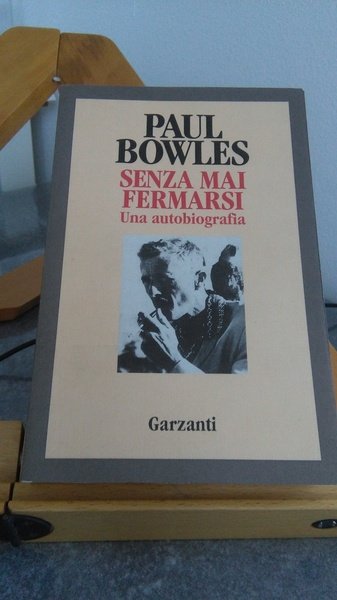 PAUL
BOWLES
SENZA MAI
FERMARSI
Una autobiografia
Garzanti